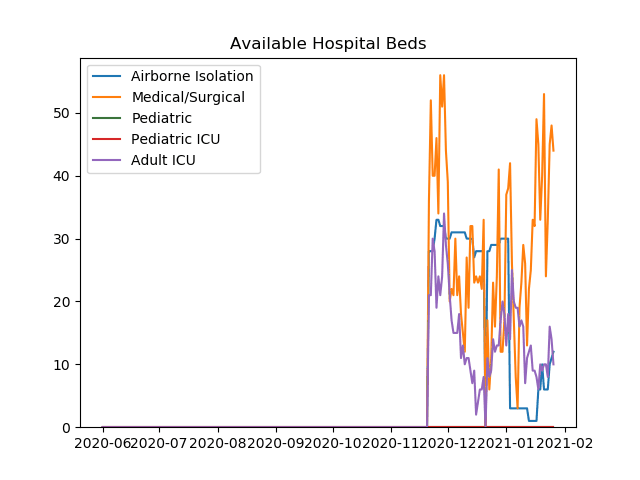 Available Hospital Beds
Airborne Isolation
Medical/Surgical
Pediatric
Pediatric ICU
Adult ICU
50
40
30
20
10
0
2020-06 2020-07 2020-08 2020-09 2020-10 2020-11 2020-12 2021-01 2021-02